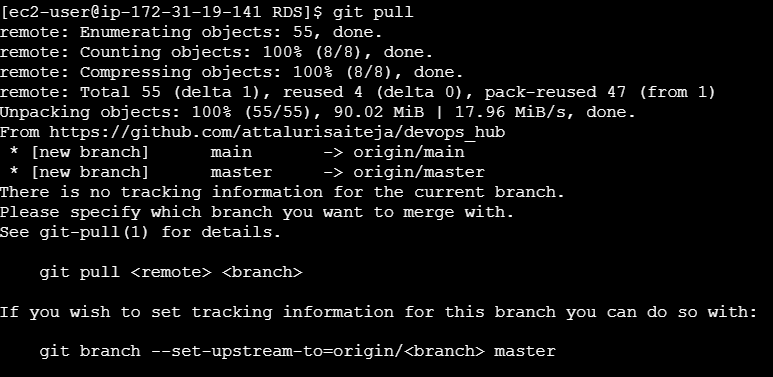 [ec2-user@ip-172-31-19-141 RDS]$ git pull
remote: Enumerating objects: 55, done.
remote: Counting objects: 100% (8/8), done.
remote: Compressing objects: 100% (8/8), done.
remote: Total 55 (delta 1), reused 4 (delta 0), pack-reused 47 (from 1)
Unpacking objects: 100% (55/55), 90.02 MiB | 17.96 MiB/s, done.
From https://github.com/attalurisaiteja/devops_hub
 * [new branch]      main       -> origin/main
 * [new branch]      master     -> origin/master
There is no tracking information for the current branch.
Please specify which branch you want to merge with.
See git-pull(1) for details.

    git pull <remote> <branch>

If you wish to set tracking information for this branch you can do so with:

    git branch --set-upstream-to=origin/<branch> master